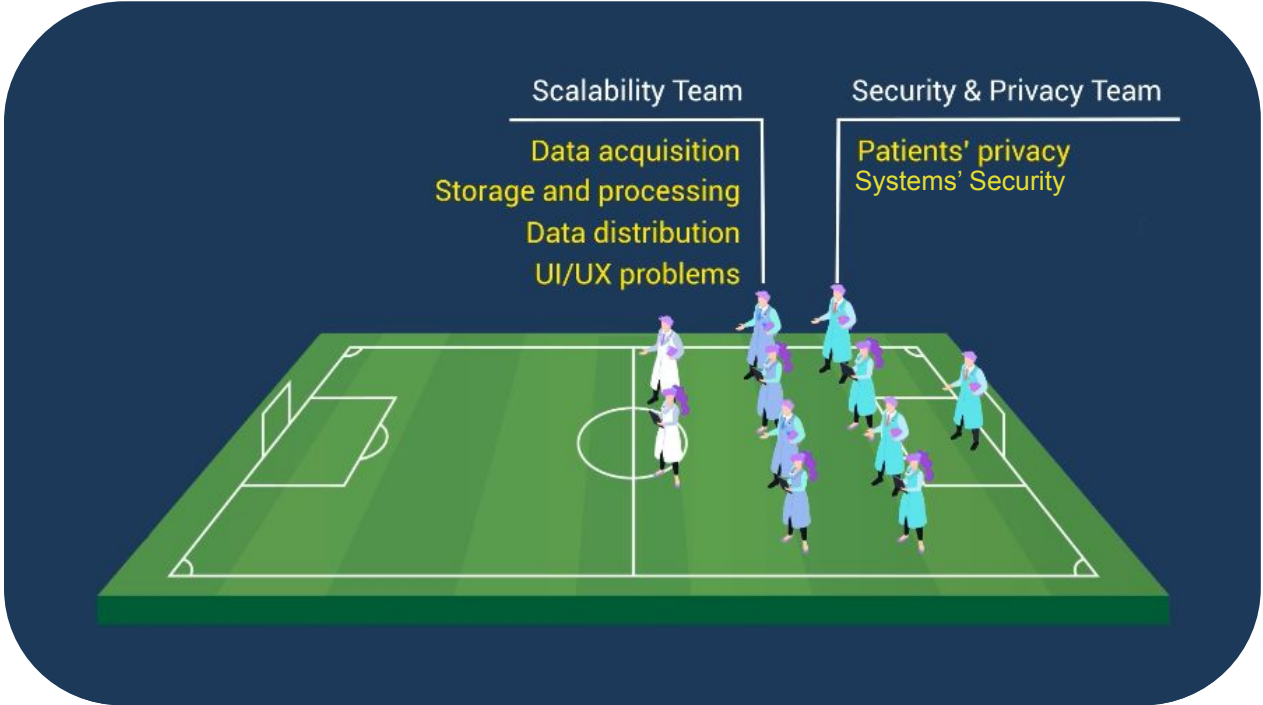 Scalability Team
Data acquisition
Storage and processing
Data distribution
UI/UX problems
Security & Privacy Team
Patients' privacy
Systems’ Security